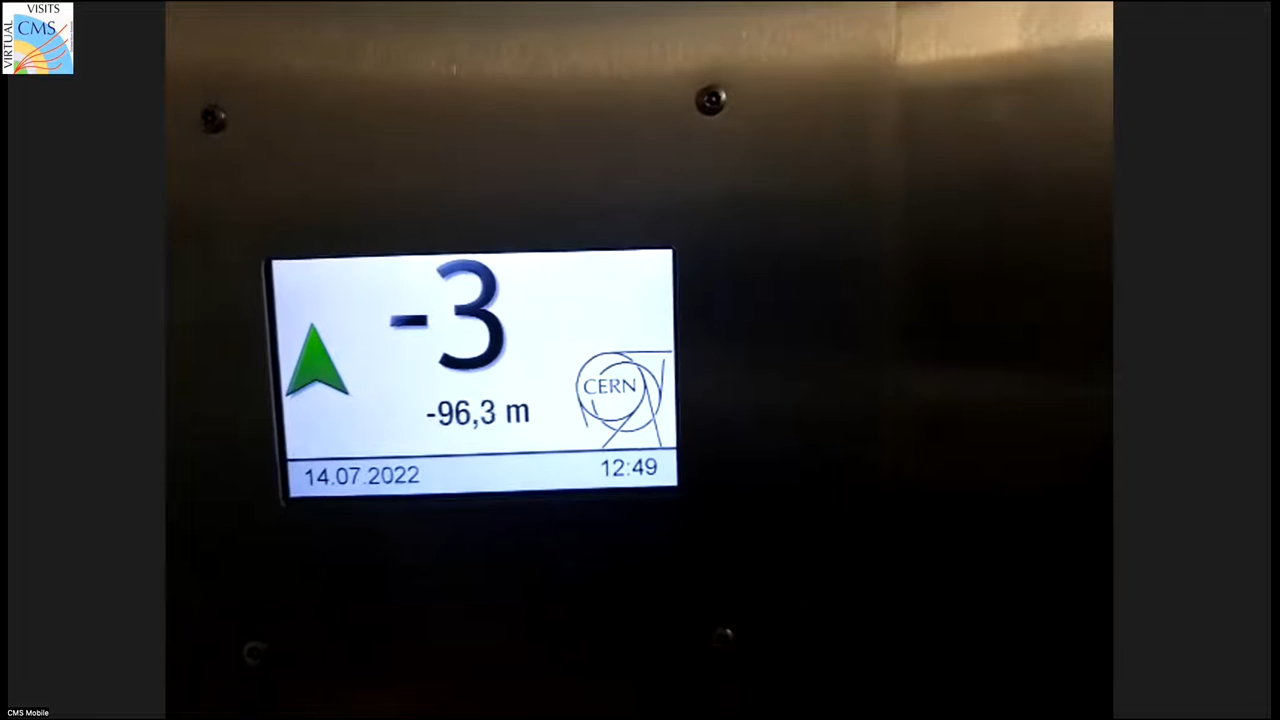 VISITS
VIRTUAL
CMS
-3
-96,3 m
CERN
14.07.2022
12:49
CMS Mobile